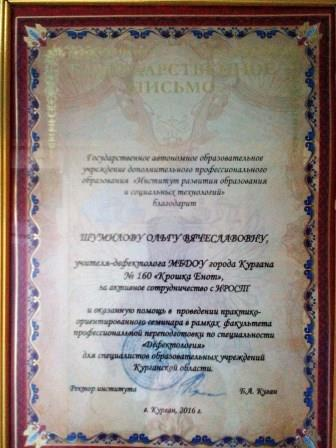 БЛАГОДАРСТВЕННОЕ
ПИСЬМО
Государственное автономное образовательное
учреждение дополнительного профессионального
образования «Институт развития образования
и социальных технологий»
благодарит
ШУМИЛОВУ ОЛЬГУ ВЯЧЕСЛАВОВНУ,
учителя-дефектолога МБДОУ города Кургана
№ 160 «Крошка Енот»,
за активное сотрудничество с ИРОСТ
и оказанную помощь в проведении практико-
ориентированного семинара в рамках факультета
профессиональной переподготовки по специальности
«Дефектология»
для специалистов образовательных учреждений
Курганской области.
Ректор института Б.А. Куган
г. Курган, 2016 г.